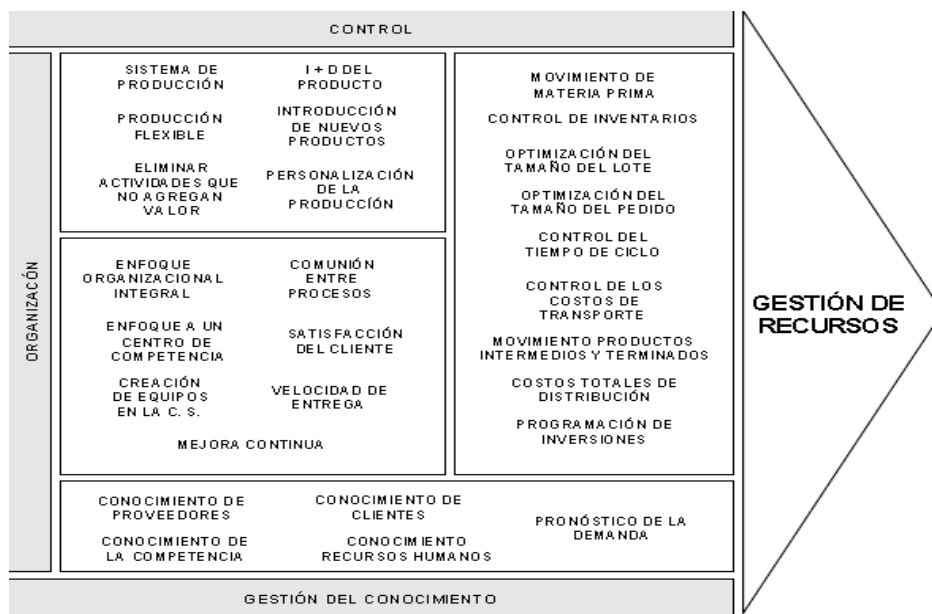 CONTROL
ORGANIZACÓN
SISTEMA DE
PRODUCCIÓN
I + D DEL
PRODUCTO
PRODUCCIÓN
FLEXIBLE
INTRODUCCIÓN
DE NUEVOS
PRODUCTOS
ELIMINAR
ACTIVIDADES QUE
NO AGREGAN
VALOR
PERSONALIZACIÓN
DE LA
PRODUCCÍÓN
ENFOQUE
ORGANIZACIONAL
INTEGRAL
COMUNIÓN
ENTRE
PROCESOS
ENFOQUE A UN
CENTRO DE
COMPETENCIA
SATISFACCIÓN
DEL CLIENTE
CREACIÓN
DE EQUIPOS
EN LA C. S.
VELOCIDAD DE
ENTREGA
MEJORA CONTINUA
MOVIMIENTO DE
MATERIA PRIMA
CONTROL DE INVENTARIOS
OPTIMIZACIÓN DEL
TAMAÑO DEL LOTE
OPTIMIZACIÓN DEL
TAMAÑO DEL PEDIDO
CONTROL DEL
TIEMPO DE CICLO
CONTROL DE LOS
COSTOS DE
TRANSPORTE
MOVIMIENTO PRODUCTOS
INTERMEDIOS Y TERMINADOS
COSTOS TOTALES DE
DISTRIBUCIÓN
PROGRAMACIÓN DE
INVERSIONES
CONOCIMIENTO DE
PROVEEDORES
CONOCIMIENTO DE
CLIENTES
PRONÓSTICO DE LA
DEMANDA
CONOCIMIENTO DE
LA COMPETENCIA
CONOCIMIENTO
RECURSOS HUMANOS
GESTIÓN DEL CONOCIMIENTO
GESTIÓN DE
RECURSOS